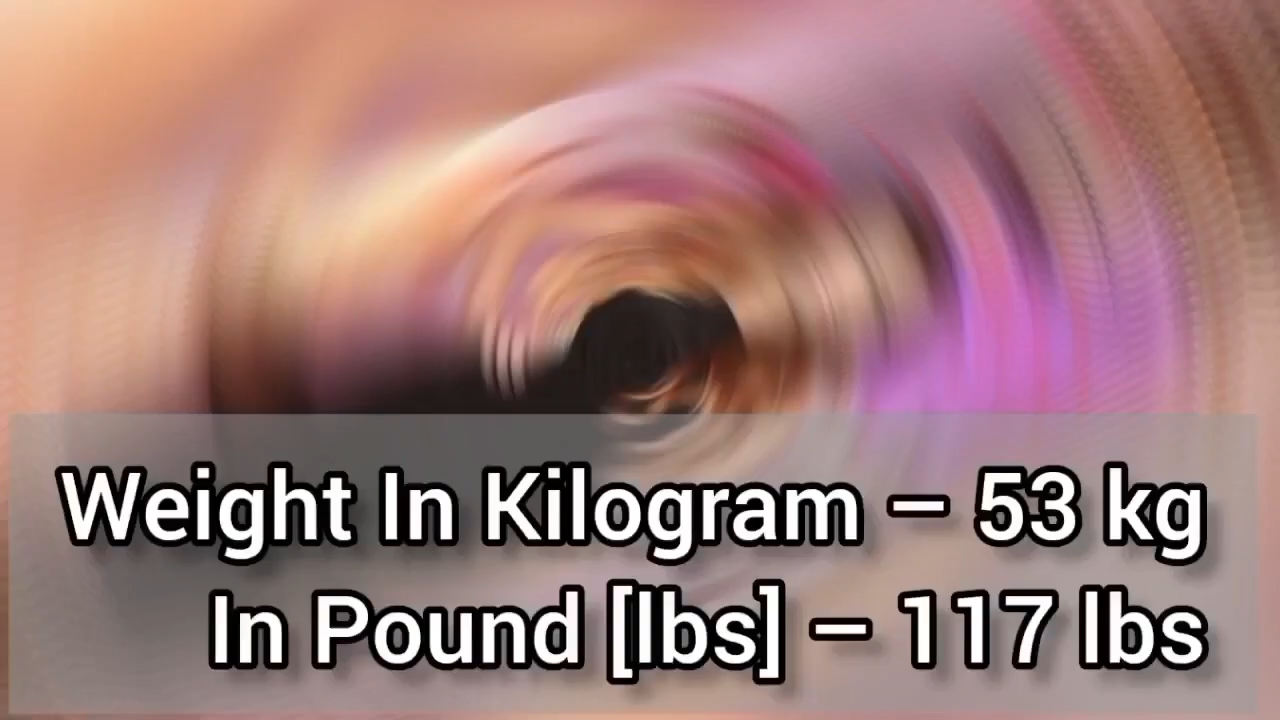 Weight In Kilogram – 53 kg
In Pound [lbs] – 117 lbs